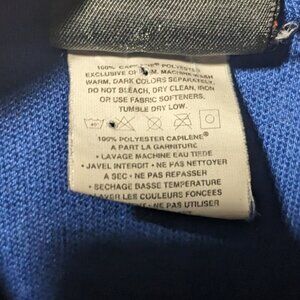 100% CAPILENE® POLYESTER
EXCLUSIVE OF TRIM. MACHINE WASH
WARM, DARK COLORS SEPARATELY.
DO NOT BLEACH, DRY CLEAN, IRON
OR USE FABRIC SOFTENERS.
TUMBLE DRY LOW.
40°
100% POLYESTER CAPILENE®
A PART LA GARNITURE
• LAVAGE MACHINE EAU TIEDE
• JAVEL INTERDIT • NE PAS NETTOYER
A SEC • NE PAS REPASSER
• SECHAGE BASSE TEMPERATURE
LAVER LES COULEURS FONCEES
• NE PAS UTILISER